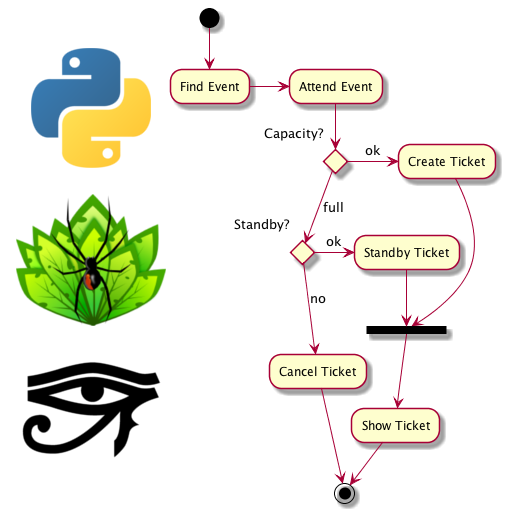 Find Event
Attend Event
Capacity?
ok
Create Ticket
full
Standby?
ok
Standby Ticket
no
Cancel Ticket
Show Ticket